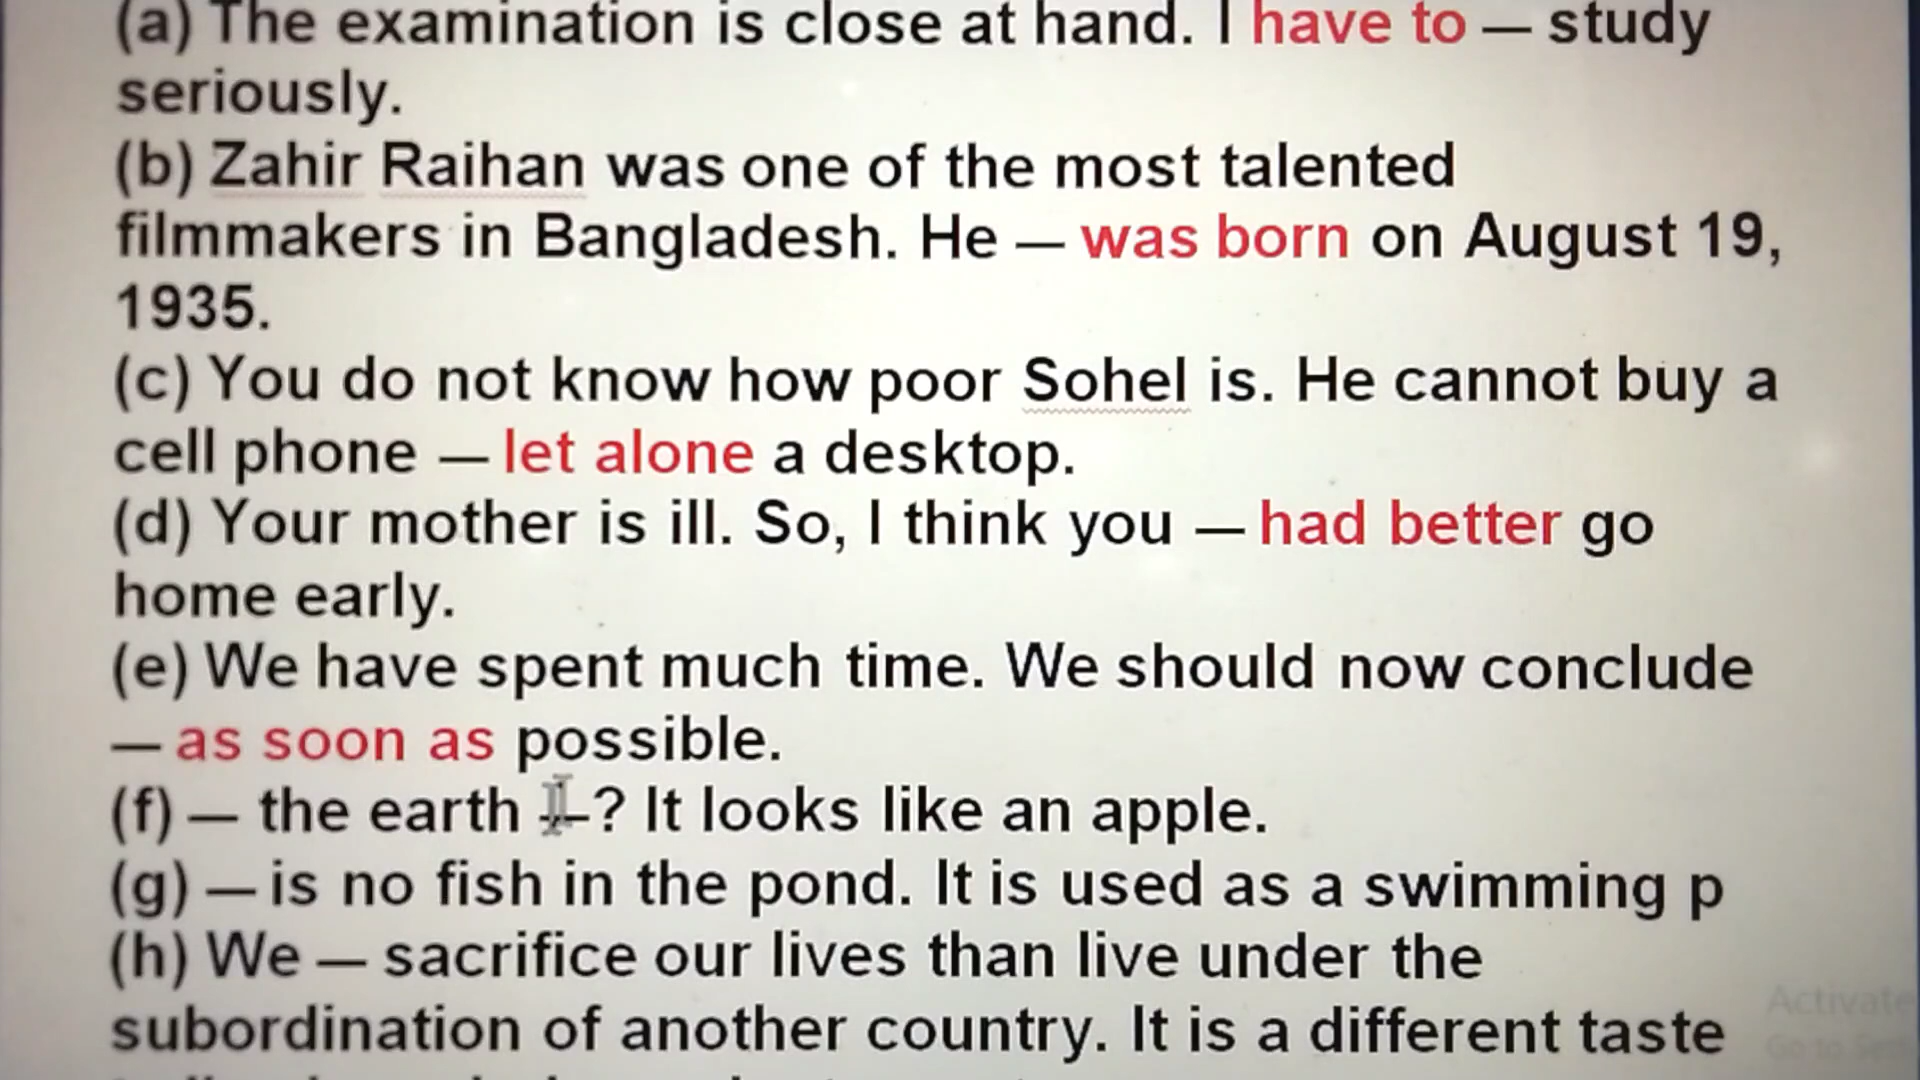 (a) The examination is close at hand. I have to — study
seriously.
(b) Zahir Raihan was one of the most talented
filmmakers in Bangladesh. He — was born on August 19,
1935.
(c) You do not know how poor Sohel is. He cannot buy a
cell phone — let alone a desktop.
(d) Your mother is ill. So, I think you — had better go
home early.
(e) We have spent much time. We should now conclude
— as soon as possible.
(f) — the earth —? It looks like an apple.
(g) — is no fish in the pond. It is used as a swimming p
(h) We — sacrifice our lives than live under the
subordination of another country. It is a different taste
Activate
Go to